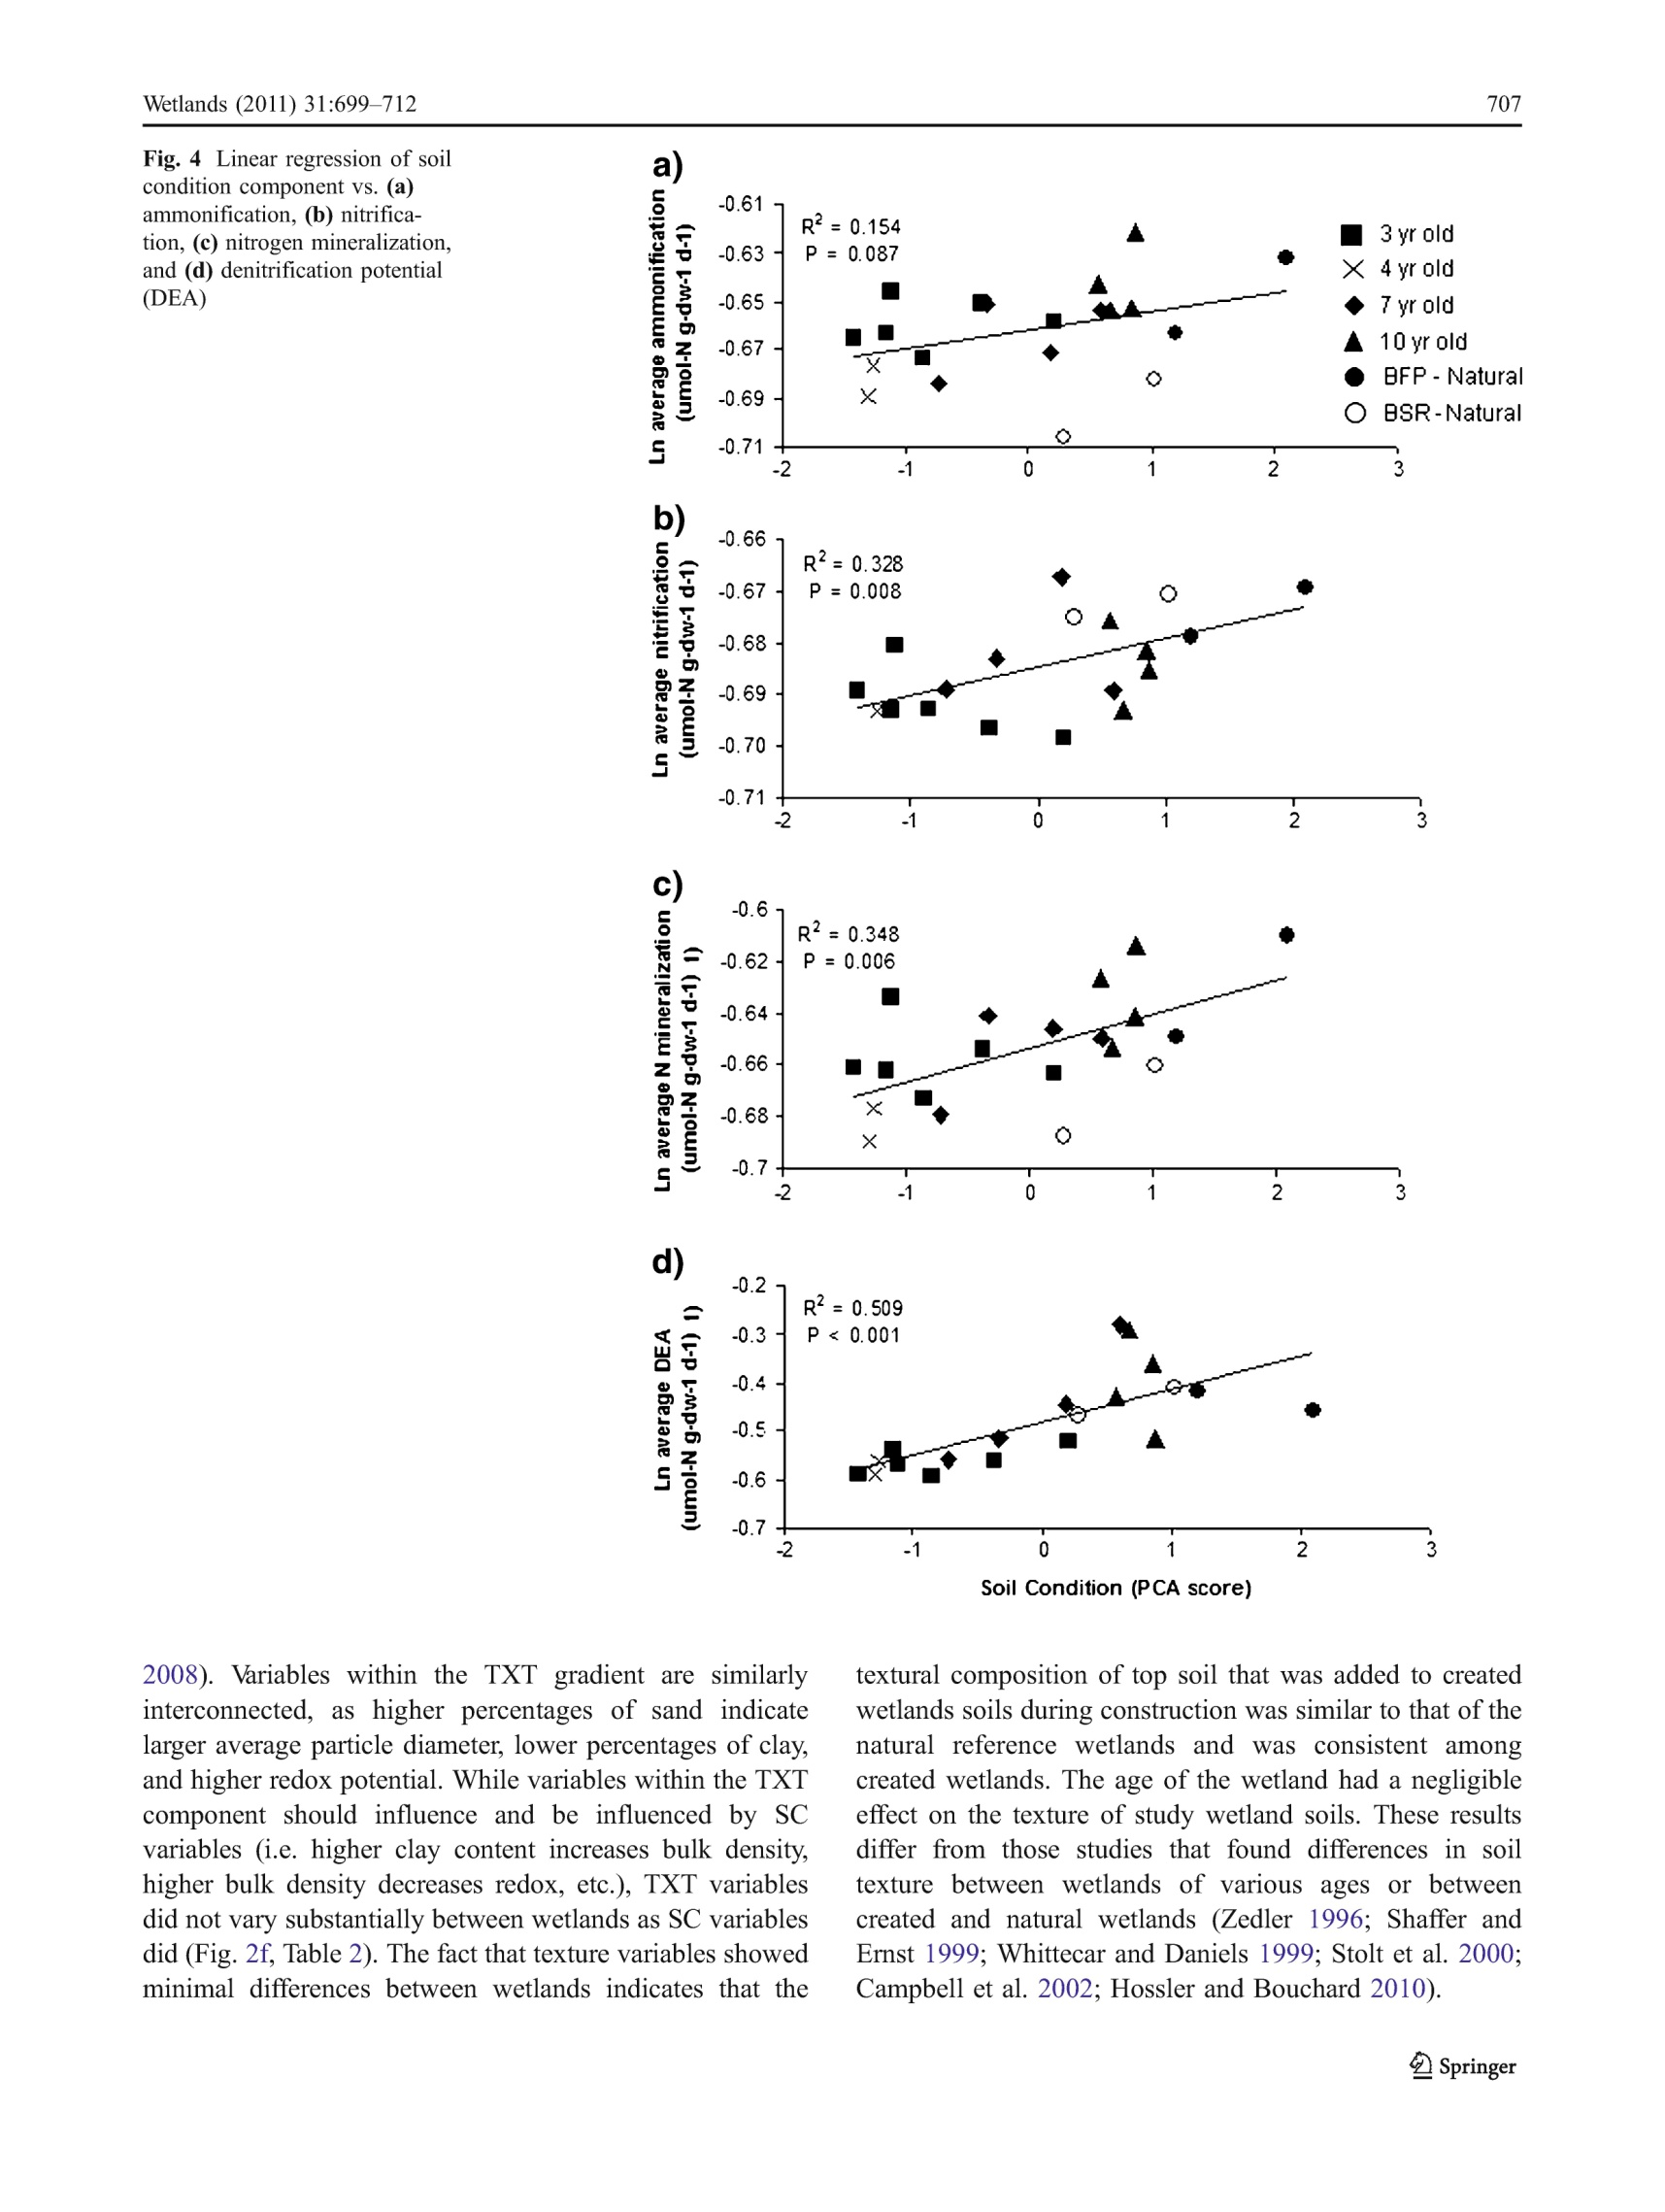 Wetlands (2011) 31:699–712
707
Fig. 4 Linear regression of soil
condition component vs. (a)
ammonification, (b) nitrifica-
tion, (c) nitrogen mineralization,
and (d) denitrification potential
(DEA)
a)
Ln average ammonification
(umol-N g-dw-1 d-1)
-0.61
-0.63
-0.65
-0.67
-0.69
-0.71
R² = 0.154
P = 0.087
-2 -1 0 1 2 3
3 yr old
4 yr old
7 yr old
10 yr old
BFP - Natural
BSR - Natural
b)
Ln average nitrification
(umol-N g-dw-1 d-1)
-0.66
-0.67
-0.68
-0.69
-0.70
-0.71
R² = 0.328
P = 0.008
-2 -1 0 1 2 3
c)
Ln average N mineralization
(umol-N g-dw-1 d-1) 1)
-0.6
-0.62
-0.64
-0.66
-0.68
-0.7
R² = 0.348
P = 0.006
-2 -1 0 1 2 3
d)
Ln average DEA
(umol-N g-dw-1 d-1) 1)
-0.2
-0.3
-0.4
-0.5
-0.6
-0.7
R² = 0.509
P < 0.001
-2 -1 0 1 2 3
Soil Condition (PCA score)
2008). Variables within the TXT gradient are similarly
interconnected, as higher percentages of sand indicate
larger average particle diameter, lower percentages of clay,
and higher redox potential. While variables within the TXT
component should influence and be influenced by SC
variables (i.e. higher clay content increases bulk density,
higher bulk density decreases redox, etc.), TXT variables
did not vary substantially between wetlands as SC variables
did (Fig. 2f, Table 2). The fact that texture variables showed
minimal differences between wetlands indicates that the
textural composition of top soil that was added to created
wetlands soils during construction was similar to that of the
natural reference wetlands and was consistent among
created wetlands. The age of the wetland had a negligible
effect on the texture of study wetland soils. These results
differ from those studies that found differences in soil
texture between wetlands of various ages or between
created and natural wetlands (Zedler 1996; Shaffer and
Ernst 1999; Whittecar and Daniels 1999; Stolt et al. 2000;
Campbell et al. 2002; Hossler and Bouchard 2010).
Springer